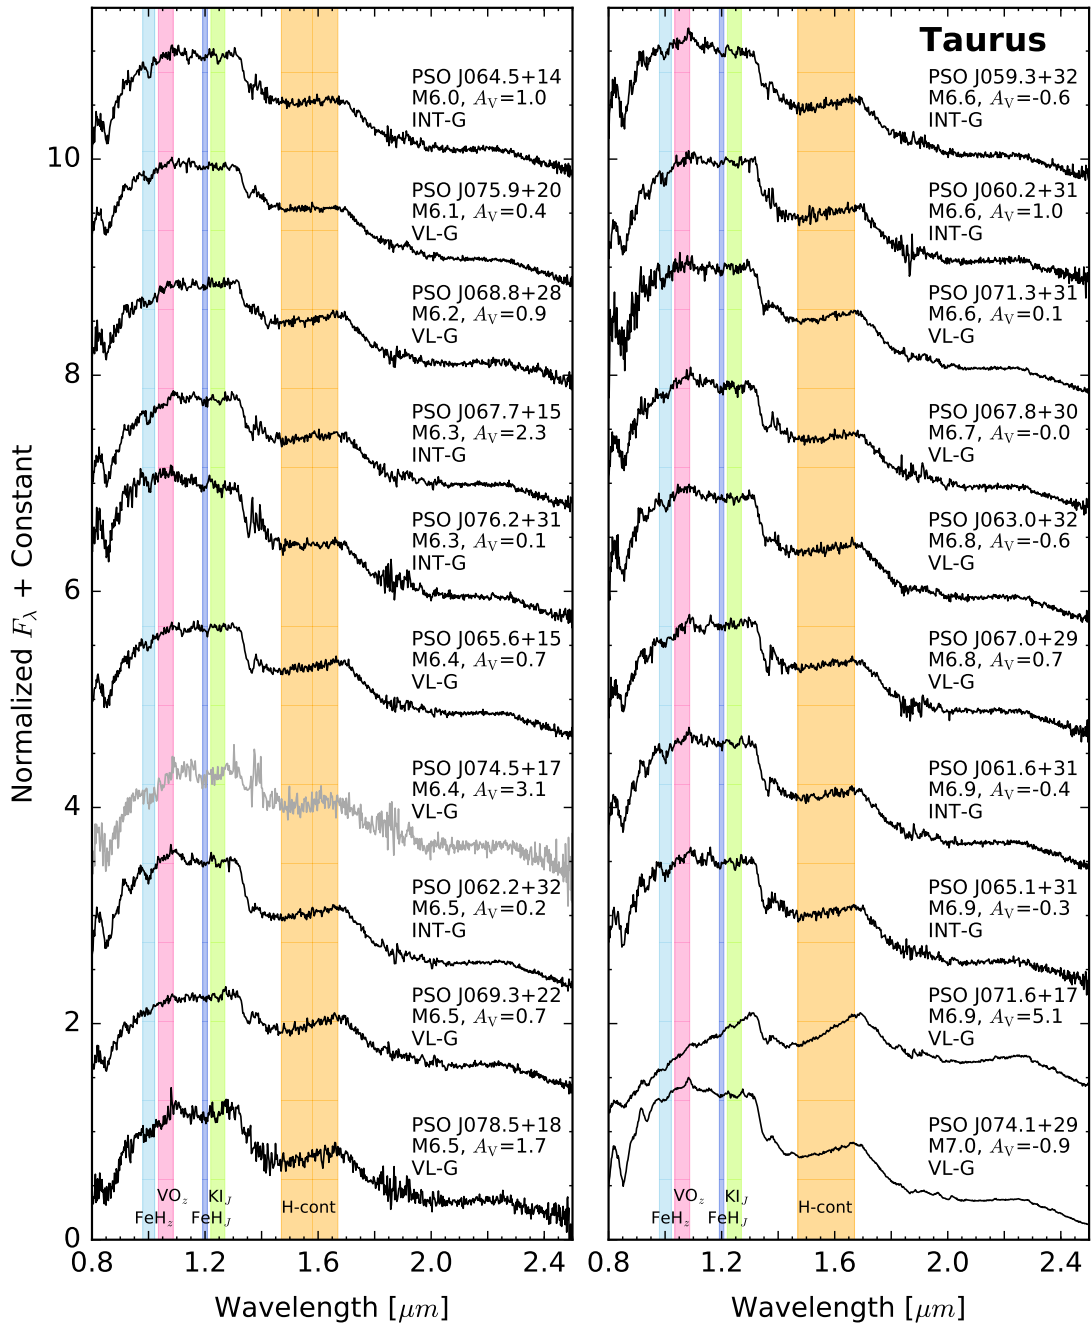 Taurus
Normalized F_λ + Constant
10
8
6
4
2
0
PSO J064.5+14
M6.0, A_V=1.0
INT-G
PSO J075.9+20
M6.1, A_V=0.4
VL-G
PSO J068.8+28
M6.2, A_V=0.9
VL-G
PSO J067.7+15
M6.3, A_V=2.3
INT-G
PSO J076.2+31
M6.3, A_V=0.1
INT-G
PSO J065.6+15
M6.4, A_V=0.7
VL-G
PSO J074.5+17
M6.4, A_V=3.1
VL-G
PSO J062.2+32
M6.5, A_V=0.2
INT-G
PSO J069.3+22
M6.5, A_V=0.7
VL-G
PSO J078.5+18
M6.5, A_V=1.7
VL-G
VO_z KI_J
FeH_z FeH_J H-cont
0.8 1.2 1.6 2.0 2.4
Wavelength [μm]
PSO J059.3+32
M6.6, A_V=-0.6
INT-G
PSO J060.2+31
M6.6, A_V=1.0
INT-G
PSO J071.3+31
M6.6, A_V=0.1
VL-G
PSO J067.8+30
M6.7, A_V=-0.0
VL-G
PSO J063.0+32
M6.8, A_V=-0.6
VL-G
PSO J067.0+29
M6.8, A_V=0.7
VL-G
PSO J061.6+31
M6.9, A_V=-0.4
INT-G
PSO J065.1+31
M6.9, A_V=-0.3
INT-G
PSO J071.6+17
M6.9, A_V=5.1
VL-G
PSO J074.1+29
M7.0, A_V=-0.9
VL-G
VO_z KI_J
FeH_z FeH_J H-cont
0.8 1.2 1.6 2.0 2.4
Wavelength [μm]